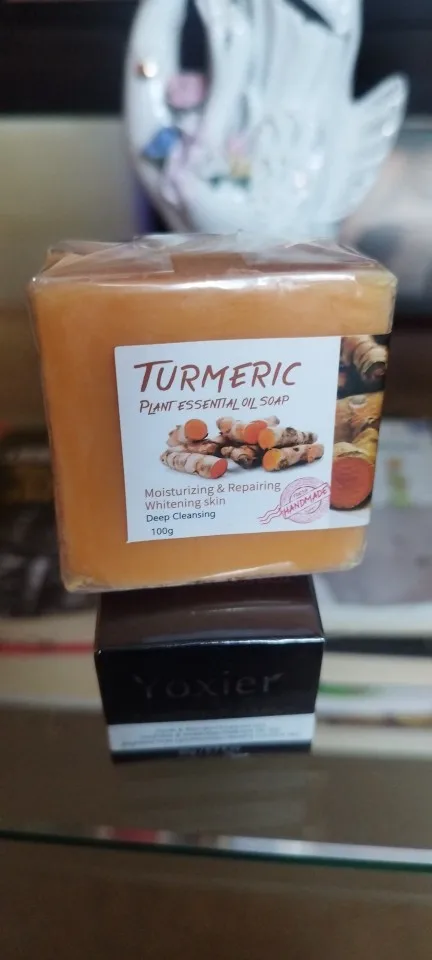 TURMERIC
PLANT ESSENTIAL OIL SOAP
Moisturizing & Repairing
Whitening skin
Deep Cleansing
100g
HANDMADE
Yoxier